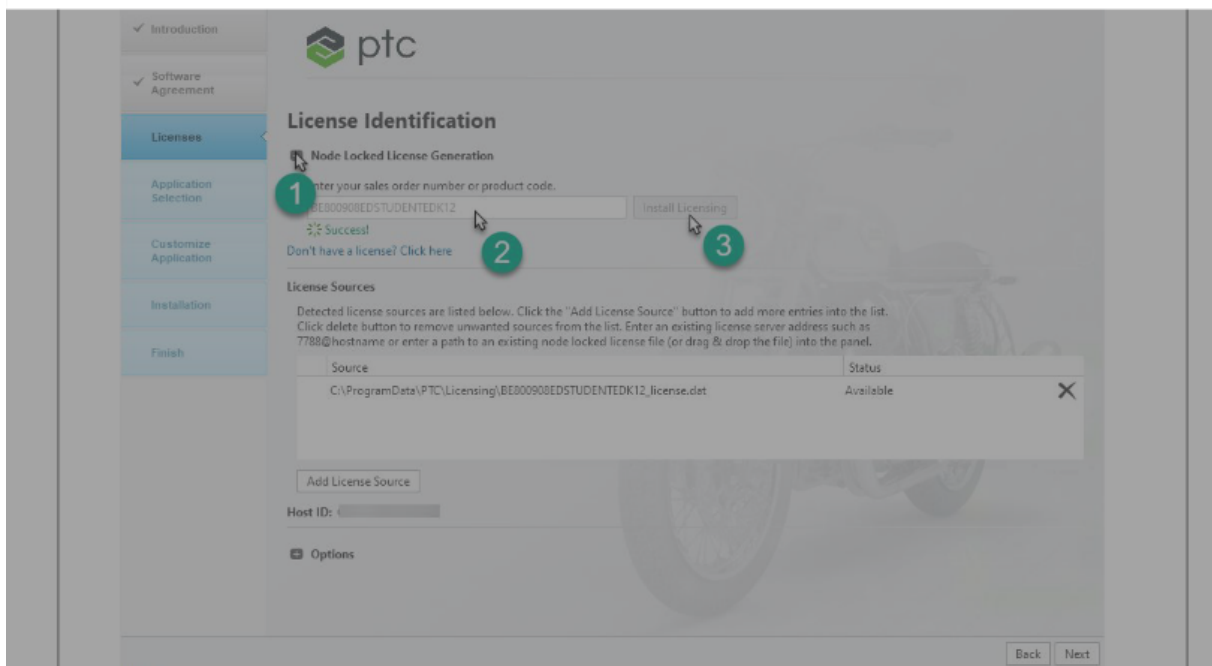 Introduction
ptc
Software
Agreement
License Identification
Licenses
Node Locked License Generation
Application
Selection
1
nter your sales order number or product code.
BE800908EDSTUDENTEDK12
Install Licensing
Success!
2
3
Customize
Application
Don't have a license? Click here
License Sources
Installation
Detected license sources are listed below. Click the "Add License Source" button to add more entries into the list.
Click delete button to remove unwanted sources from the list. Enter an existing license server address such as
7788@hostname or enter a path to an existing node locked license file (or drag & drop the file) into the panel.
Finish
Source Status
C:\ProgramData\PTC\Licensing\BE800908EDSTUDENTEDK12_license.dat Available
Add License Source
Host ID:
Options
Back Next